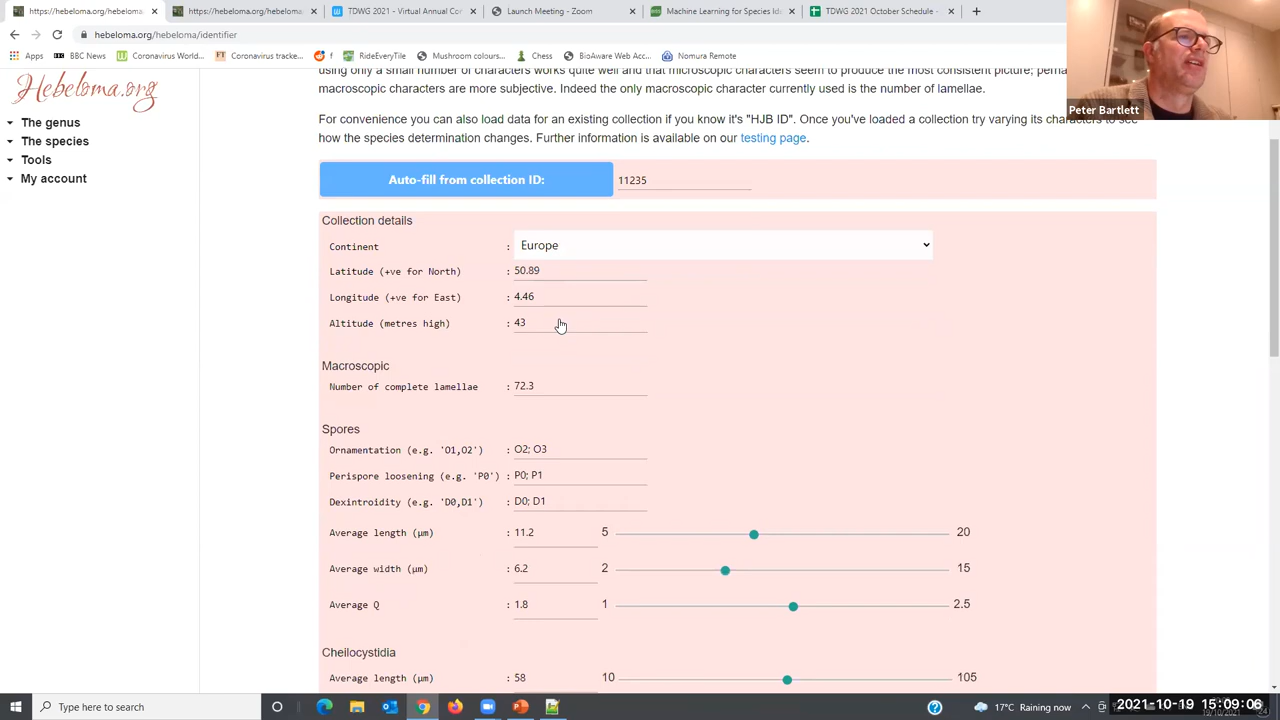 https://hebeloma.org/hebeloma
https://hebeloma.org/hebeloma
TDWG 2021 - Virtual Annual Con
Launch Meeting - Zoom
Machine Learning for Species Ide
TDWG 2021 October Schedule -
hebeloma.org/hebeloma/identifier
Apps
BBC News
Coronavirus World...
Coronavirus tracke...
f
RideEveryTile
Mushroom colours...
Chess
BioAware Web Acc...
Nomura Remote
Peter Bartlett
Hebeloma.org
The genus
The species
Tools
My account
using only a small number of characters works quite well and that microscopic characters seem to produce the most consistent picture;
macroscopic characters are more subjective. Indeed the only macroscopic character currently used is the number of lamellae.
For convenience you can also load data for an existing collection if you know it's "HJB ID". Once you've loaded a collection try varying its characters to see
how the species determination changes. Further information is available on our testing page.
Auto-fill from collection ID: 11235
Collection details
Continent : Europe
Latitude (+ve for North) : 50.89
Longitude (+ve for East) : 4.46
Altitude (metres high) : 43
Macroscopic
Number of complete lamellae : 72.3
Spores
Ornamentation (e.g. 'O1,O2') : O2; O3
Perispore loosening (e.g. 'P0') : P0; P1
Dexintroidity (e.g. 'D0,D1') : D0; D1
Average length (µm) : 11.2 5 20
Average width (µm) : 6.2 2 15
Average Q : 1.8 1 2.5
Cheilocystidia
Average length (µm) : 58 10 105
Type here to search
17°C Raining now
2021-10-19 15:09:06